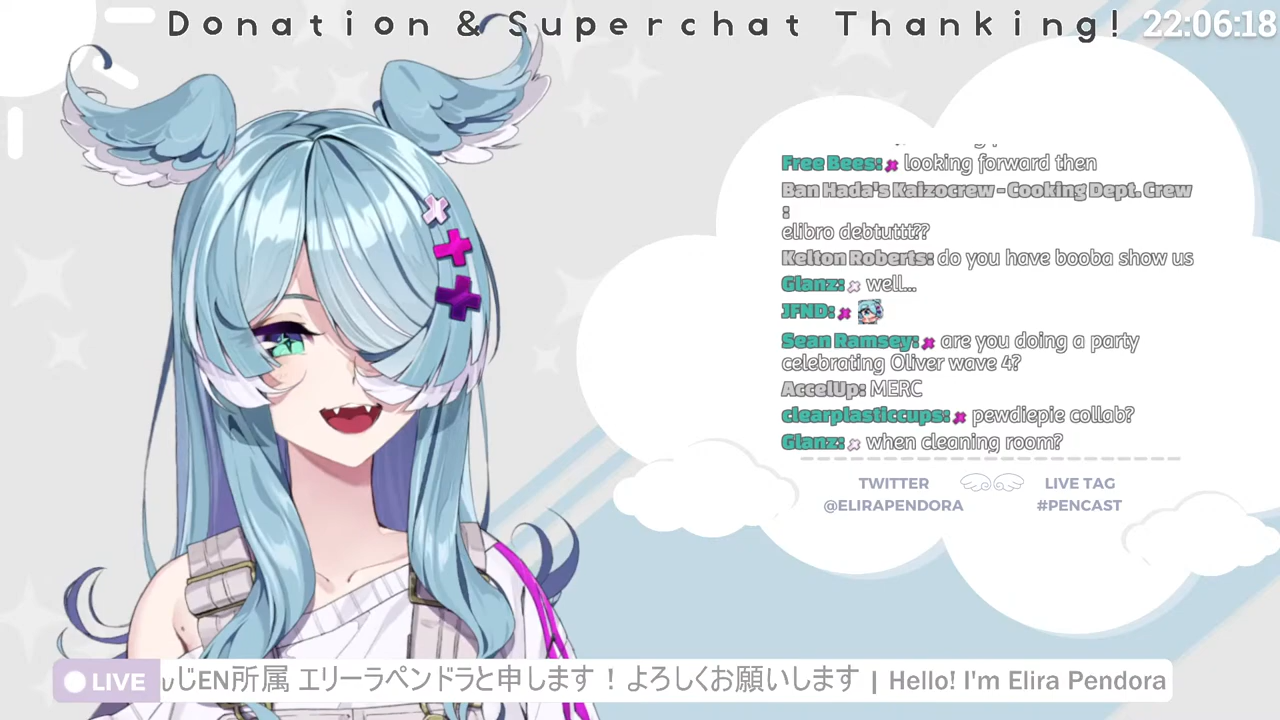 Donation & Superchat Thanking!
22:06:18
Free Bees: looking forward then
Ban Hada's Kaizocrew - Cooking Dept. Crew
:
elibro debtuttt??
Kelton Roberts: do you have booba show us
Glanz: well...
JFND:
Sean Ramsey: are you doing a party
celebrating Oliver wave 4?
AccelUp: MERC
clearplasticcups: pewdiepie collab?
Glanz: when cleaning room?
TWITTER
@ELIRAPENDORA
LIVE TAG
#PENCAST
LIVE
じEN所属 エリーラペンドラと申します！よろしくお願いします | Hello! I'm Elira Pendora